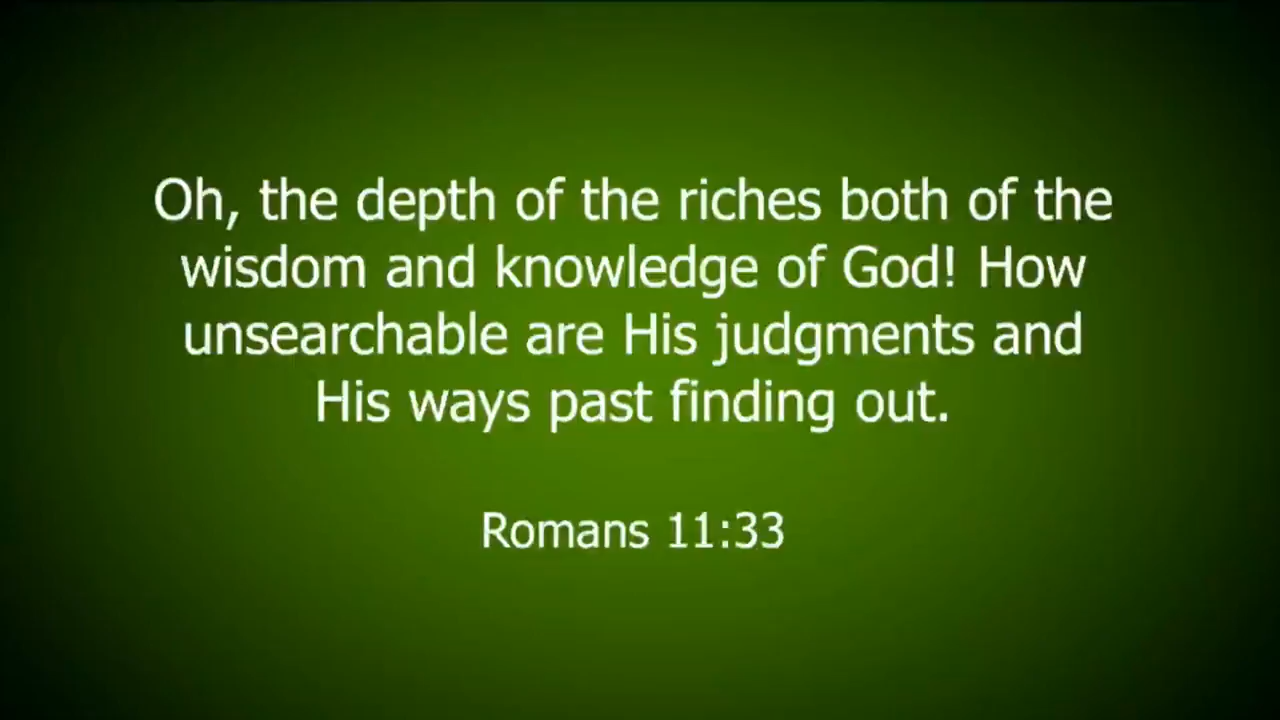 Oh, the depth of the riches both of the
wisdom and knowledge of God! How
unsearchable are His judgments and
His ways past finding out.
Romans 11:33